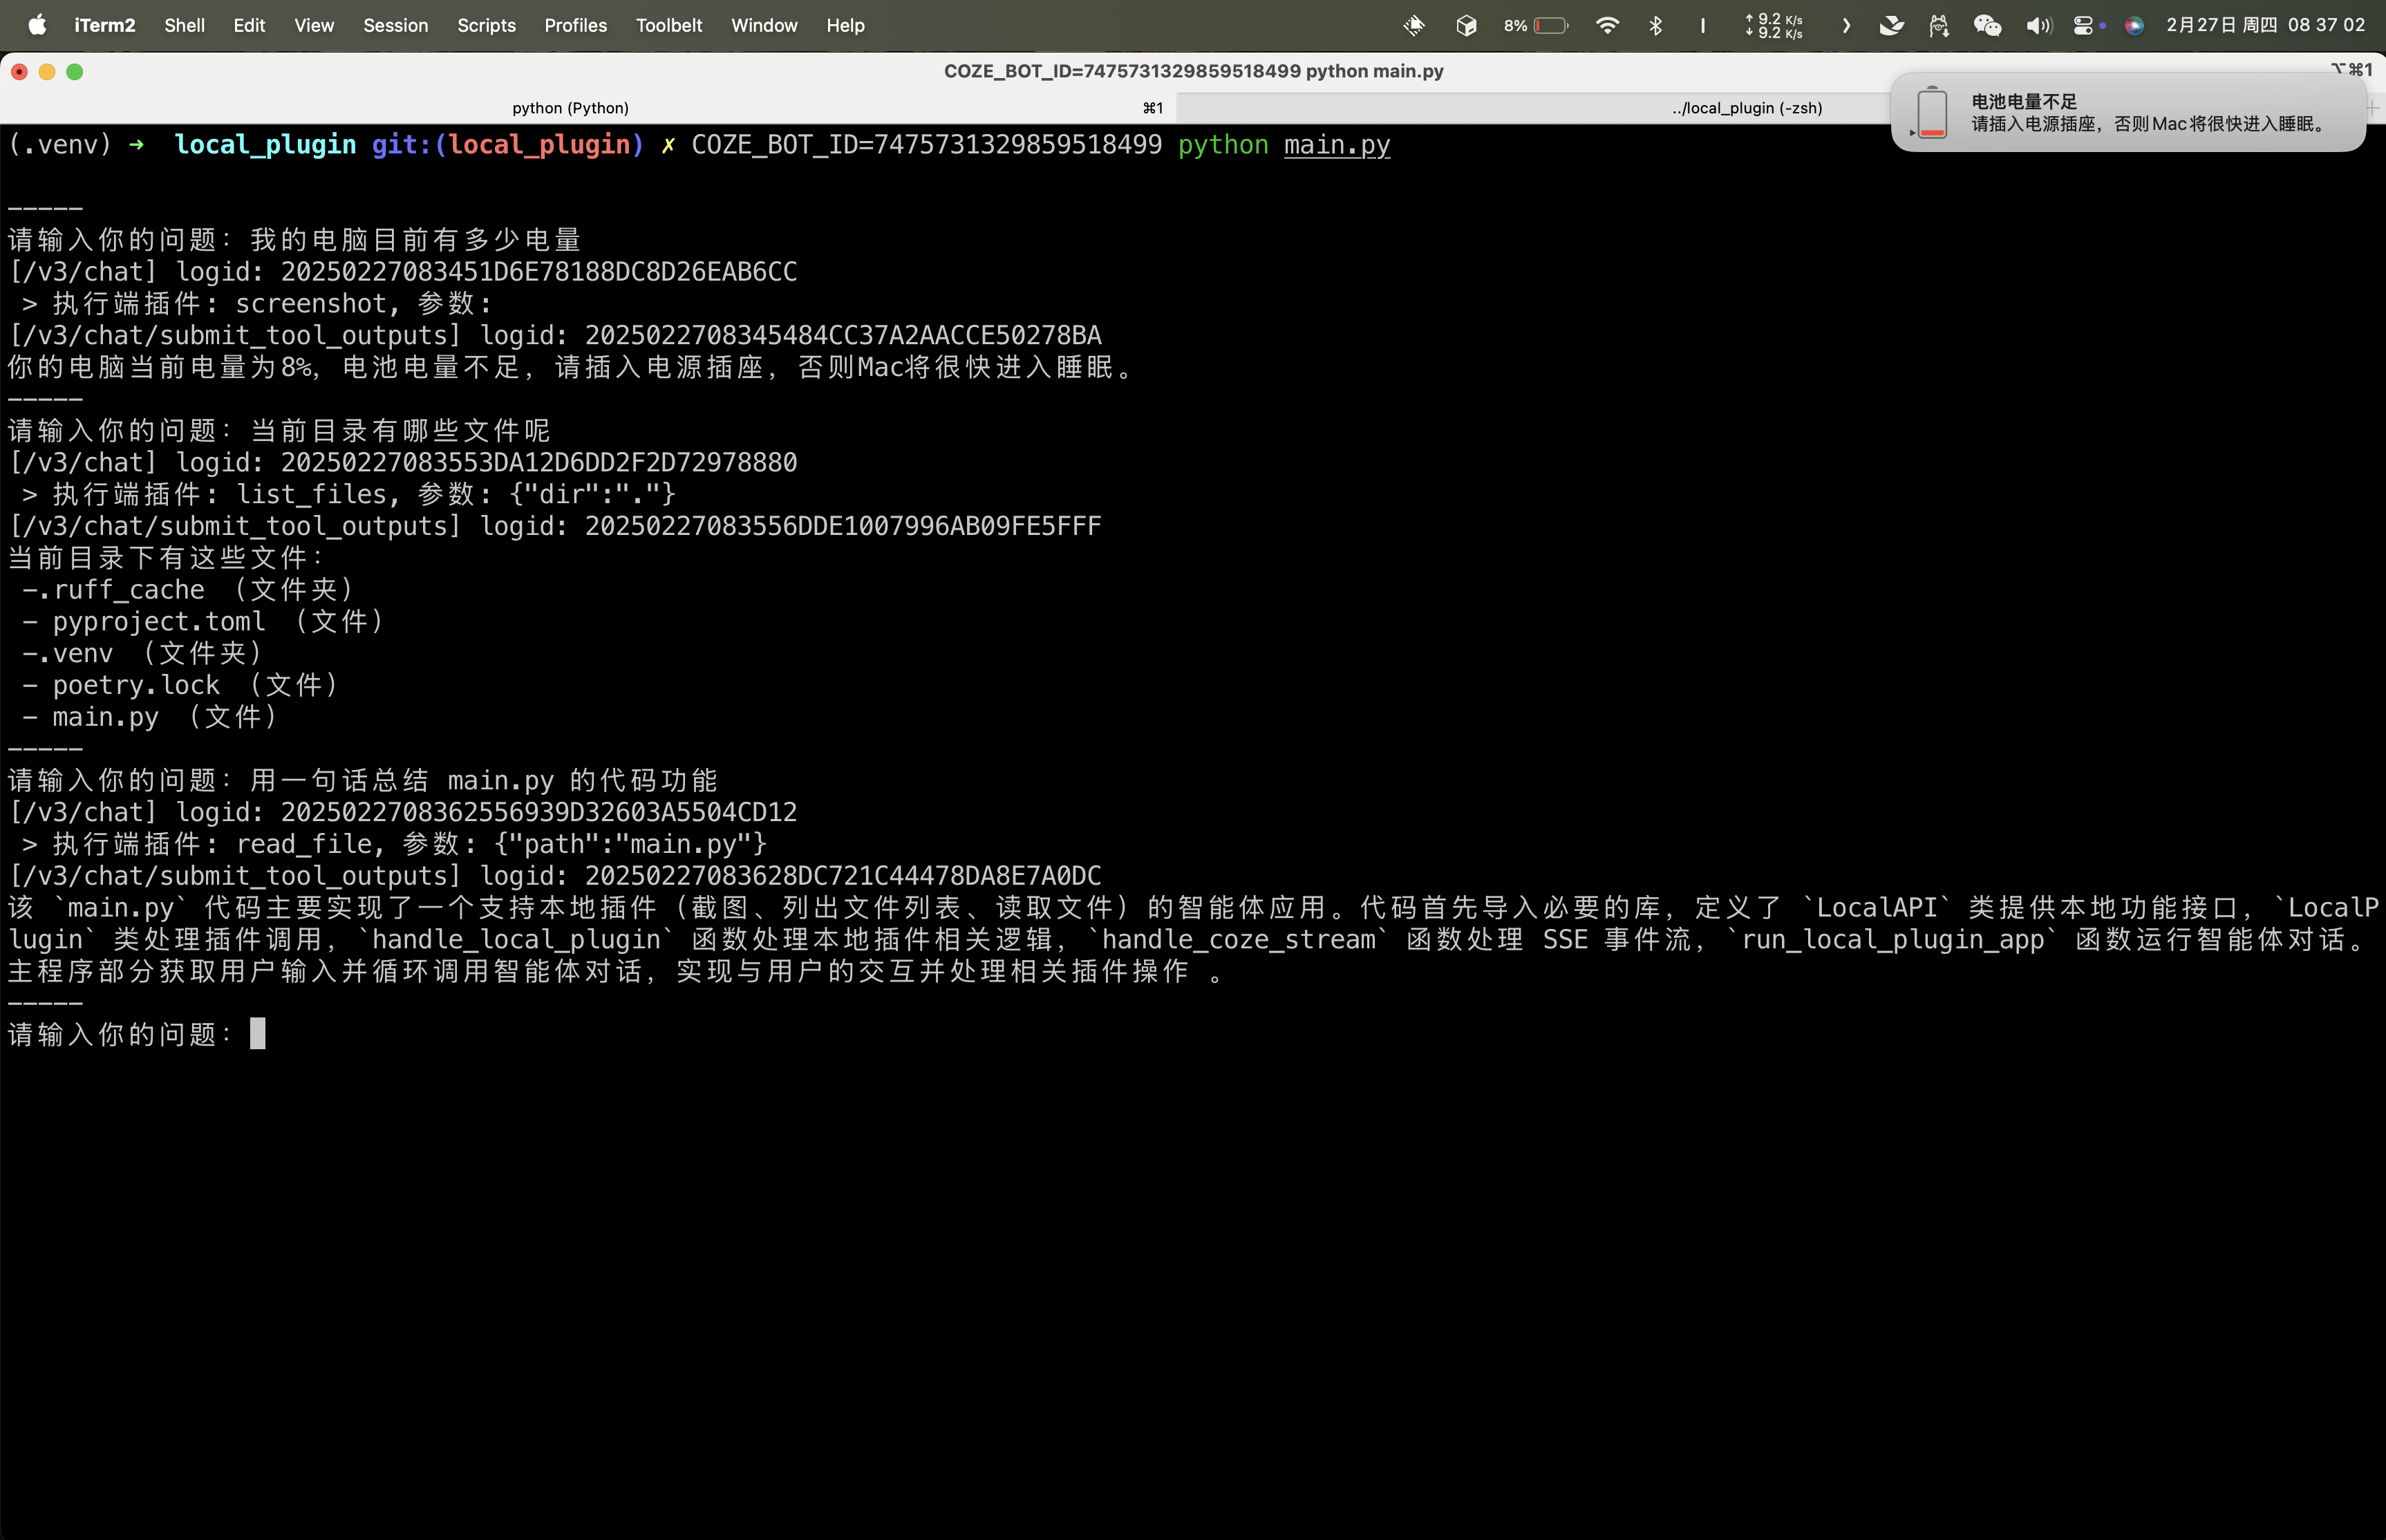 iTerm2 Shell Edit View Session Scripts Profiles Toolbelt Window Help 8% ↑ 9.2 K/s ↓ 9.2 K/s 2月27日 周四 08 37 02
COZE_BOT_ID=7475731329859518499 python main.py ⌥⌘1
python (Python) ⌘1 ../local_plugin (-zsh)
电池电量不足
请插入电源插座，否则Mac将很快进入睡眠。
(.venv) → local_plugin git:(local_plugin) ✗ COZE_BOT_ID=7475731329859518499 python main.py
-----
请输入你的问题：我的电脑目前有多少电量
[/v3/chat] logid: 20250227083451D6E78188DC8D26EAB6CC
> 执行端插件: screenshot, 参数:
[/v3/chat/submit_tool_outputs] logid: 2025022708345484CC37A2AACCE50278BA
你的电脑当前电量为8%，电池电量不足，请插入电源插座，否则Mac将很快进入睡眠。
-----
请输入你的问题：当前目录有哪些文件呢
[/v3/chat] logid: 20250227083553DA12D6DD2F2D72978880
> 执行端插件: list_files, 参数: {"dir":"."}
[/v3/chat/submit_tool_outputs] logid: 20250227083556DDE1007996AB09FE5FFF
当前目录下有这些文件：
-.ruff_cache （文件夹）
- pyproject.toml （文件）
-.venv （文件夹）
- poetry.lock （文件）
- main.py （文件）
-----
请输入你的问题：用一句话总结 main.py 的代码功能
[/v3/chat] logid: 2025022708362556939D32603A5504CD12
> 执行端插件: read_file, 参数: {"path":"main.py"}
[/v3/chat/submit_tool_outputs] logid: 20250227083628DC721C44478DA8E7A0DC
该 `main.py` 代码主要实现了一个支持本地插件（截图、列出文件列表、读取文件）的智能体应用。代码首先导入必要的库，定义了 `LocalAPI` 类提供本地功能接口，`LocalP
lugin` 类处理插件调用，`handle_local_plugin` 函数处理本地插件相关逻辑，`handle_coze_stream` 函数处理 SSE 事件流，`run_local_plugin_app` 函数运行智能体对话。
主程序部分获取用户输入并循环调用智能体对话，实现与用户的交互并处理相关插件操作 。
-----
请输入你的问题：